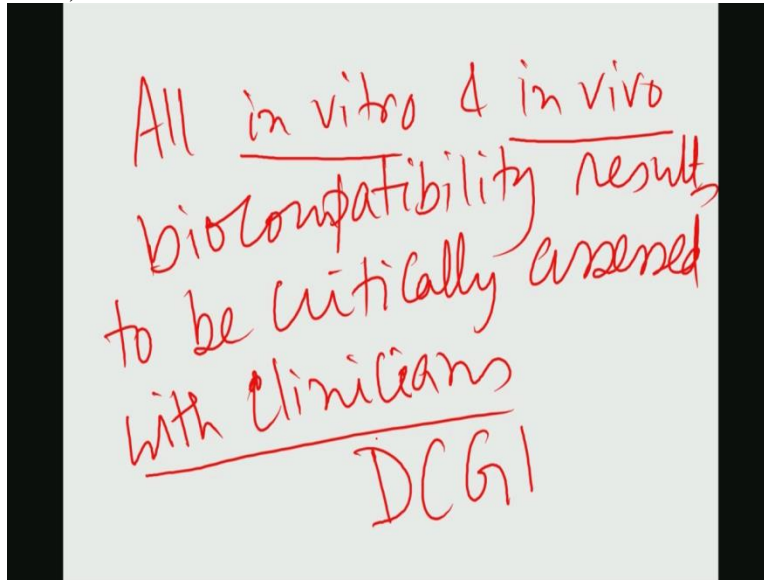 All in vitro & in vivo
biocompatibility results
to be critically assessed
with clinicians
DCGI